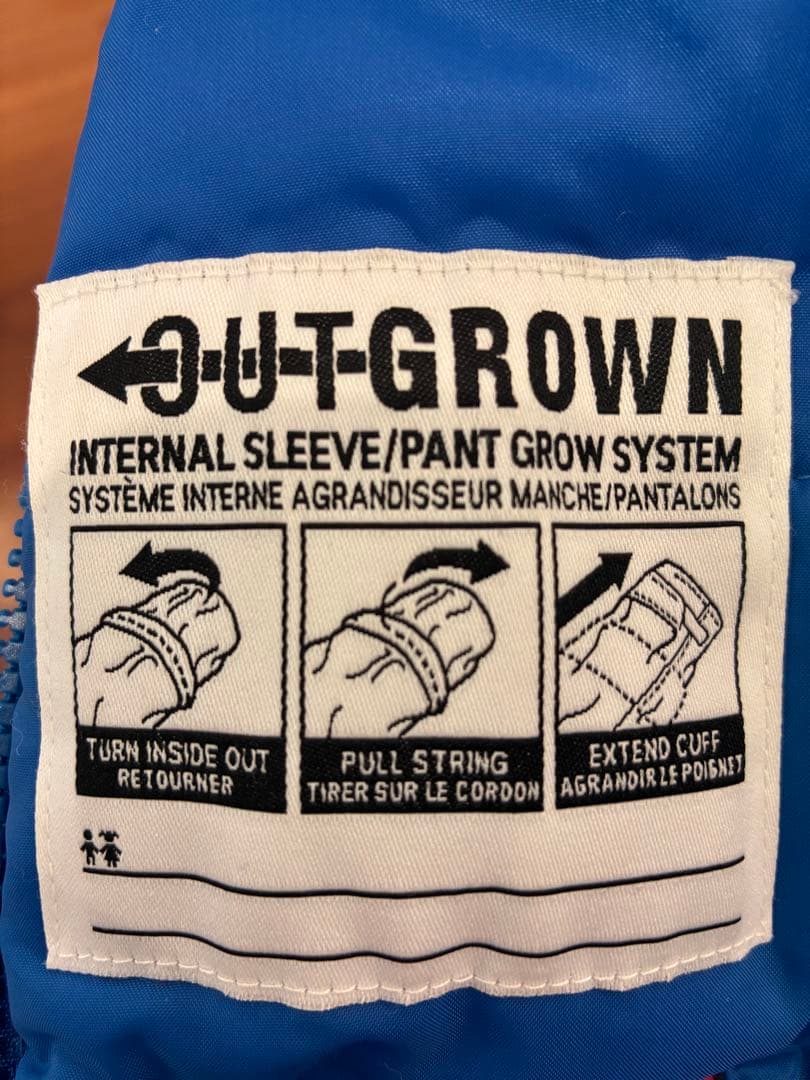 OUTGROWN
INTERNAL SLEEVE/PANT GROW SYSTEM
SYSTÈME INTERNE AGRANDISSEUR MANCHE/PANTALONS
TURN INSIDE OUT
RETOURNER
PULL STRING
TIRER SUR LE CORDON
EXTEND CUFF
AGRANDIR LE POIGNET